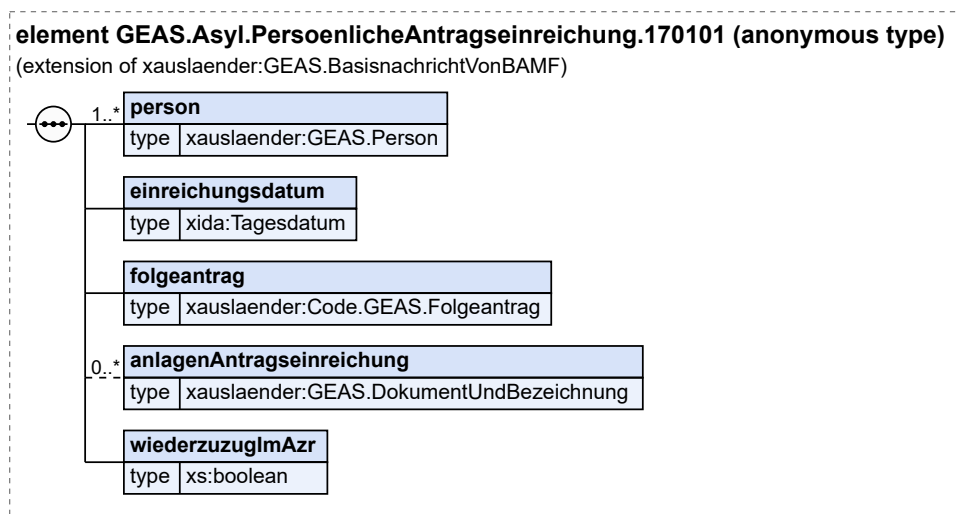 element GEAS.Asyl.PersoenlicheAntragseinreichung.170101 (anonymous type)
(extension of xauslaender:GEAS.BasisnachrichtVonBAMF)
1..* person
type xauslaender:GEAS.Person
einreichungsdatum
type xida:Tagesdatum
folgeantrag
type xauslaender:Code.GEAS.Folgeantrag
0..* anlagenAntragseinreichung
type xauslaender:GEAS.DokumentUndBezeichnung
wiederzuzugImAzr
type xs:boolean